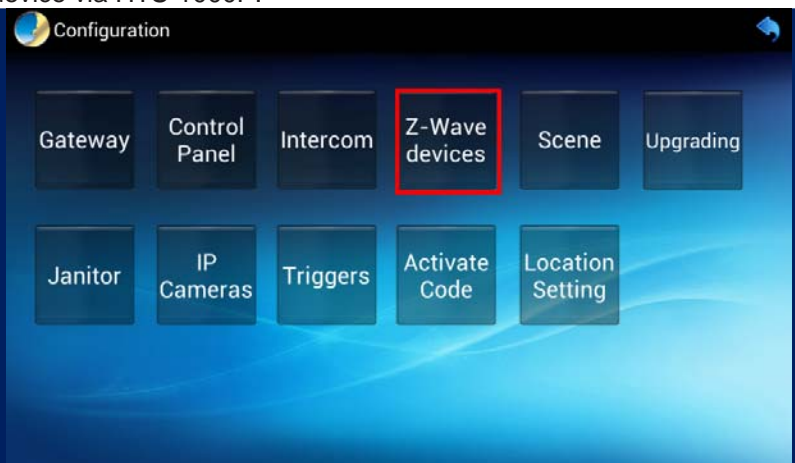 Configuration
Gateway
Control
Panel
Intercom
Z-Wave
devices
Scene
Upgrading
Janitor
IP
Cameras
Triggers
Activate
Code
Location
Setting